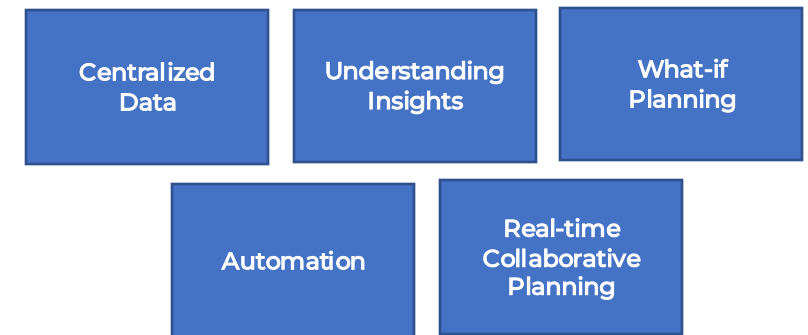 Centralized
Data
Understanding
Insights
What-if
Planning
Automation
Real-time
Collaborative
Planning